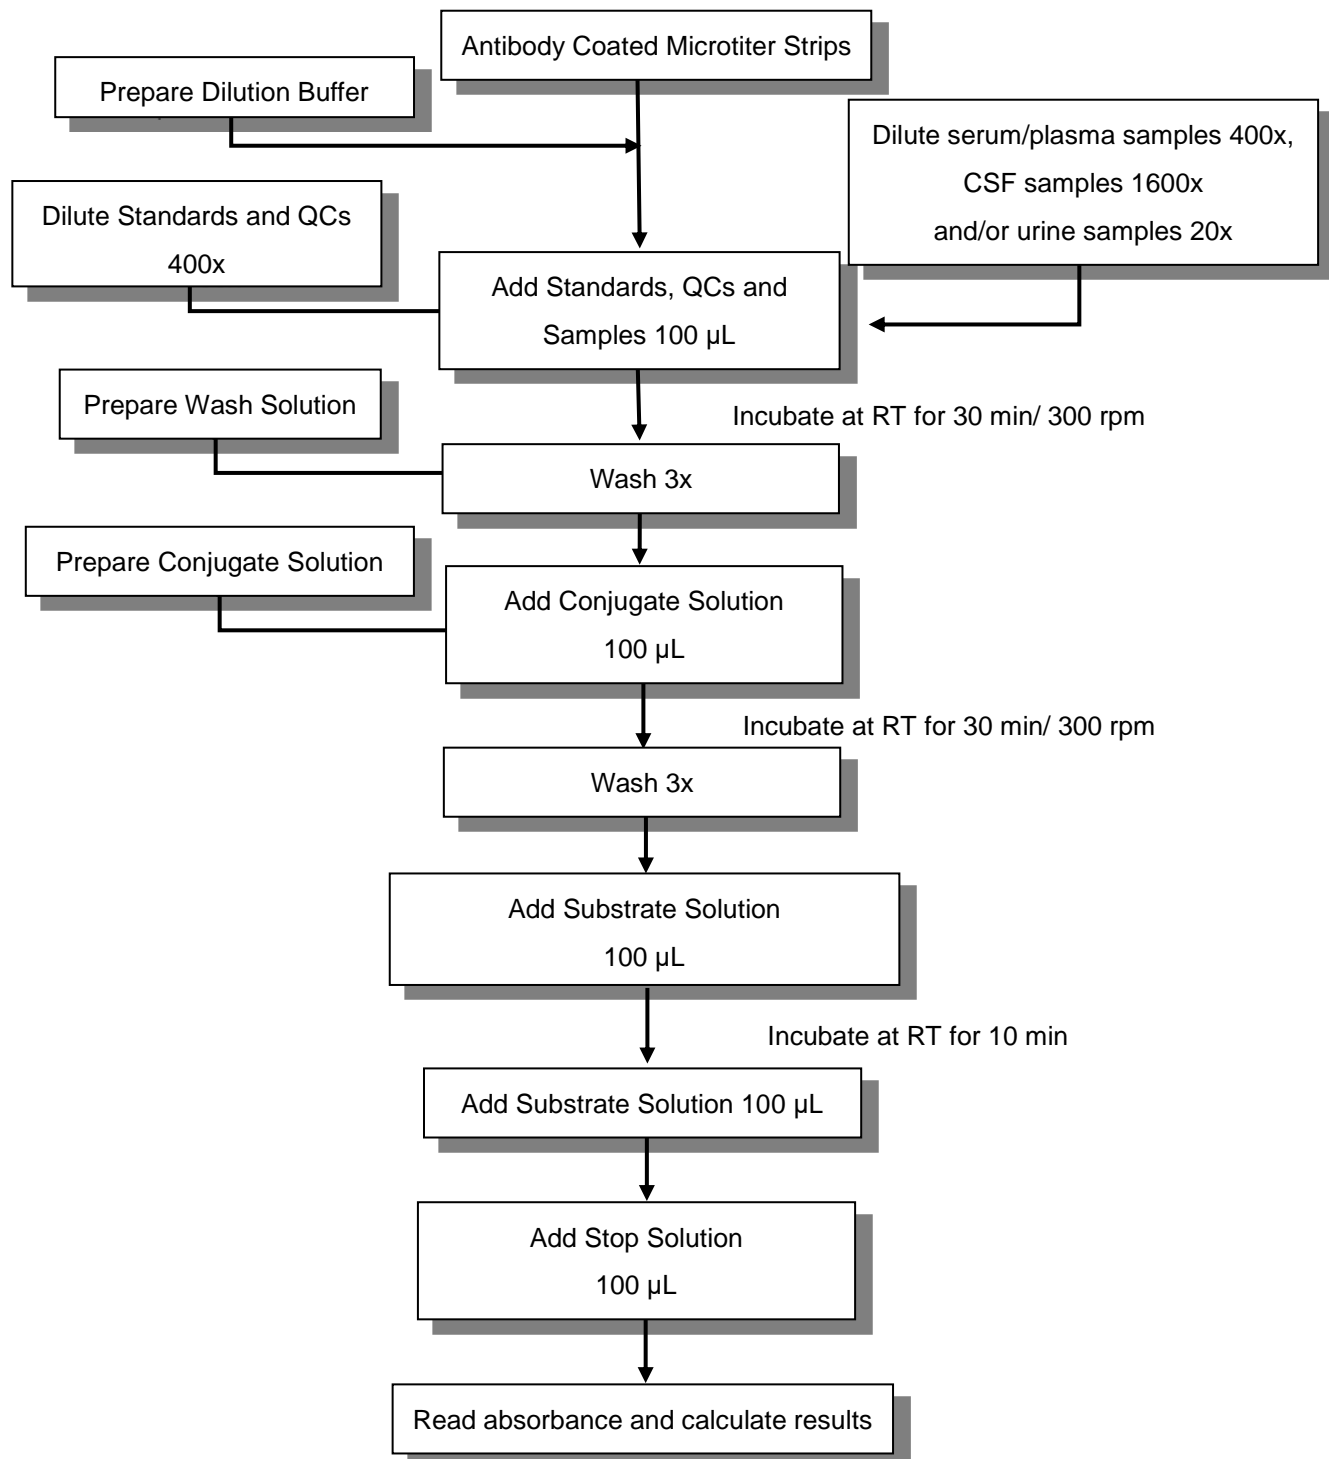 Antibody Coated Microtiter Strips
Prepare Dilution Buffer
Dilute serum/plasma samples 400x,
CSF samples 1600x
and/or urine samples 20x
Dilute Standards and QCs
400x
Add Standards, QCs and
Samples 100 µL
Prepare Wash Solution
Incubate at RT for 30 min/ 300 rpm
Wash 3x
Prepare Conjugate Solution
Add Conjugate Solution
100 µL
Incubate at RT for 30 min/ 300 rpm
Wash 3x
Add Substrate Solution
100 µL
Incubate at RT for 10 min
Add Substrate Solution 100 µL
Add Stop Solution
100 µL
Read absorbance and calculate results